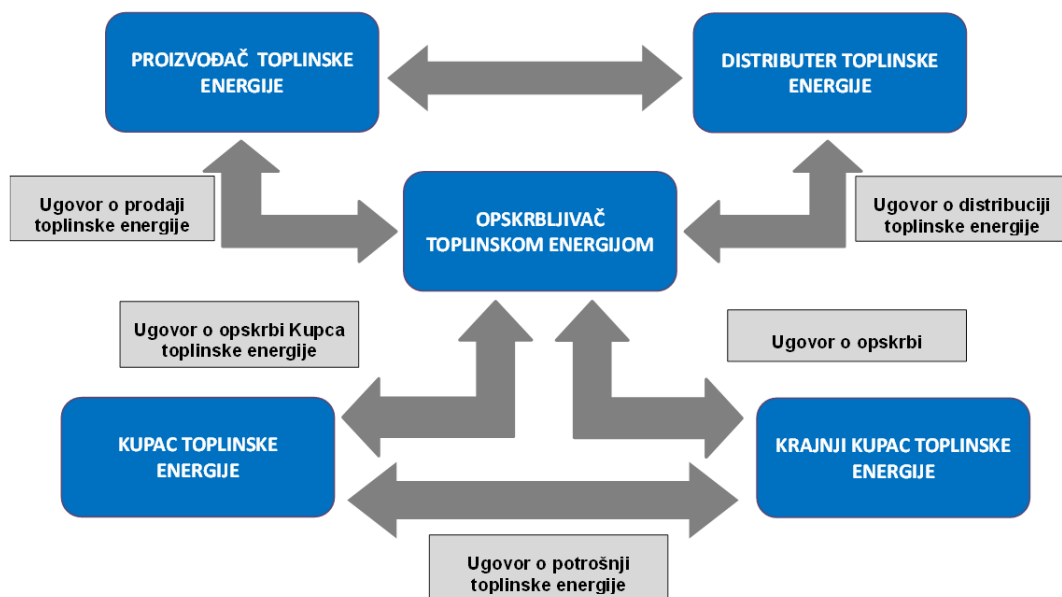 PROIZVOĐAČ TOPLINSKE
ENERGIJE
DISTRIBUTER TOPLINSKE
ENERGIJE
Ugovor o prodaji
toplinske energije
OPSKRBLJIVAČ
TOPLINSKOM ENERGIJOM
Ugovor o distribuciji
toplinske energije
Ugovor o opskrbi Kupca
toplinske energije
Ugovor o opskrbi
KUPAC TOPLINSKE
ENERGIJE
KRAJNJI KUPAC TOPLINSKE
ENERGIJE
Ugovor o potrošnji
toplinske energije